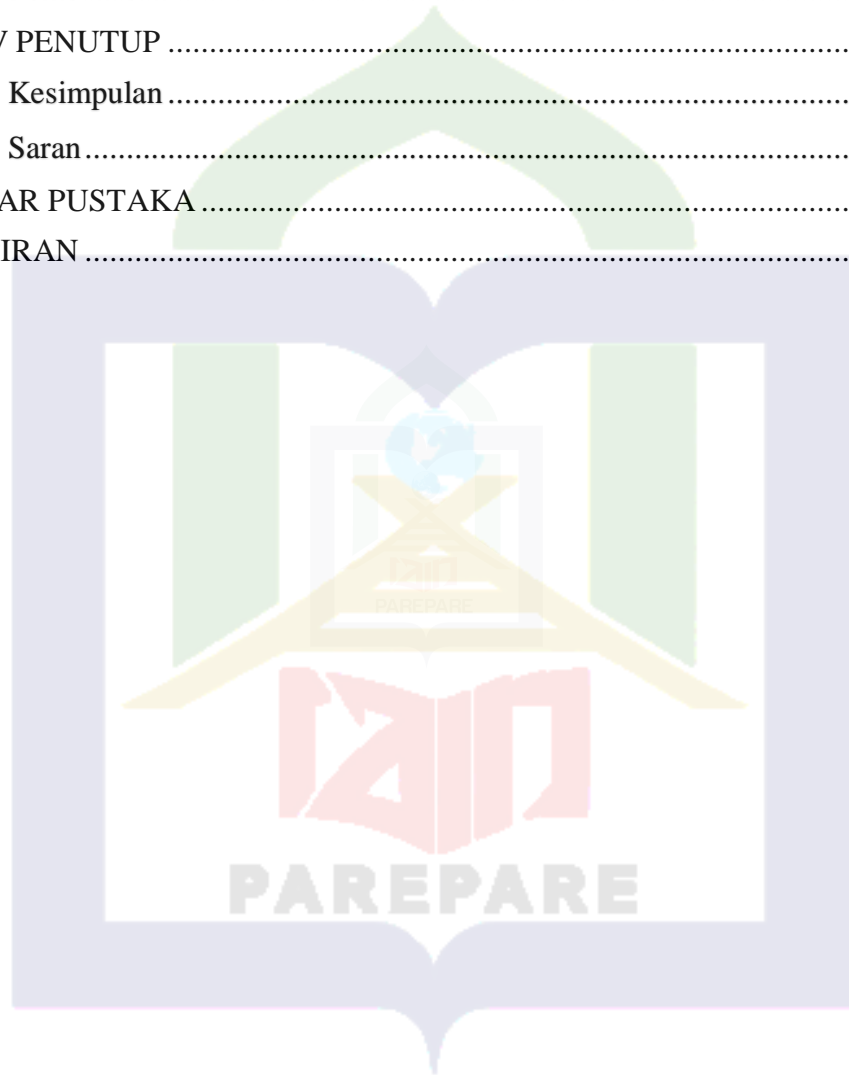 V PENUTUP ....................................................................................................
Kesimpulan ....................................................................................................
Saran ....................................................................................................
AR PUSTAKA ....................................................................................................
IRAN ....................................................................................................
PAREPARE
PAREPARE